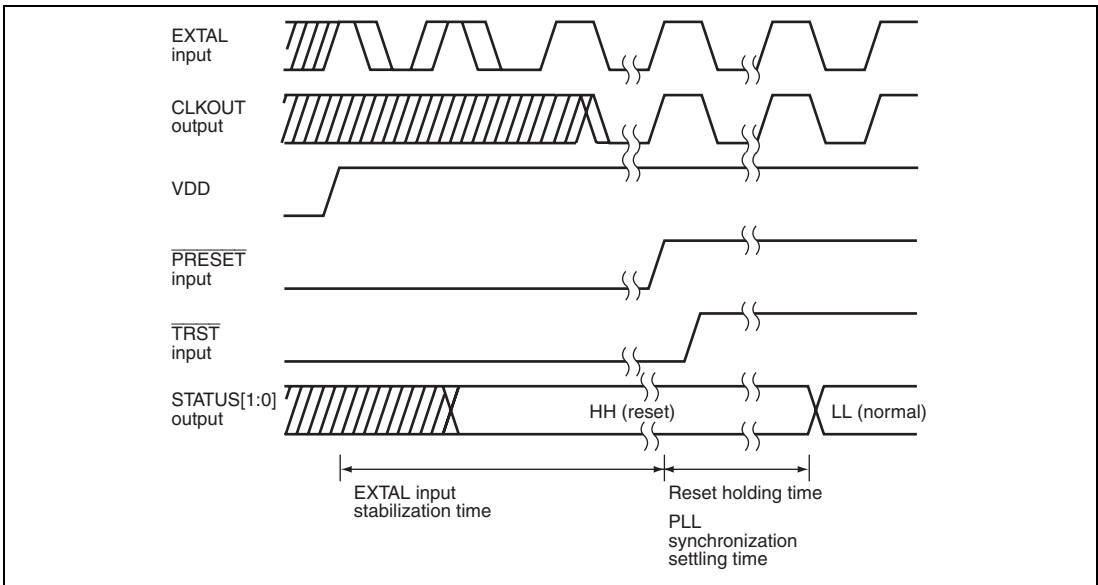 EXTAL
input
CLKOUT
output
VDD
PRESET
input
TRST
input
STATUS[1:0]
output
HH (reset)
LL (normal)
EXTAL input
stabilization time
Reset holding time
PLL
synchronization
settling time